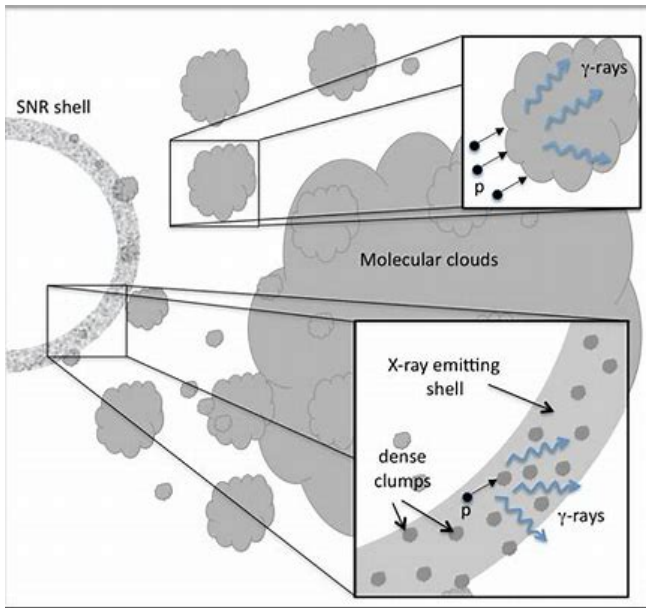 γ-rays
SNR shell
p
Molecular clouds
X-ray emitting
shell
dense
clumps
p
γ-rays